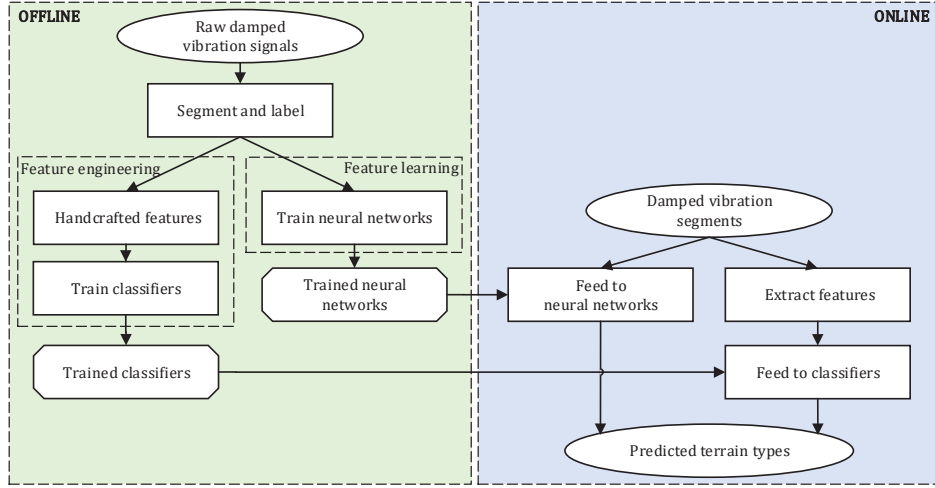 OFFLINE
Raw damped
vibration signals
Segment and label
Feature engineering
Feature learning
Handcrafted features
Train neural networks
Train classifiers
Trained neural
networks
Trained classifiers
ONLINE
Damped vibration
segments
Feed to
neural networks
Extract features
Feed to classifiers
Predicted terrain types